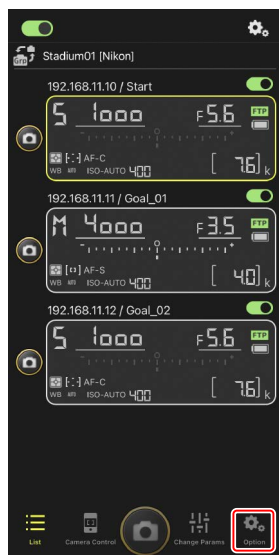 Grp Stadium01 [Nikon]
192.168.11.10 / Start
S 1000 F5.6 FTP
AF-C
WB ISO-AUTO 400 [ 7.6] k
192.168.11.11 / Goal_01
M 4000 F3.5 FTP
AF-S
WB ISO-AUTO 400 [ 4.0] k
192.168.11.12 / Goal_02
S 1000 F5.6 FTP
AF-C
WB ISO-AUTO 400 [ 7.6] k
List Camera Control Change Params Option